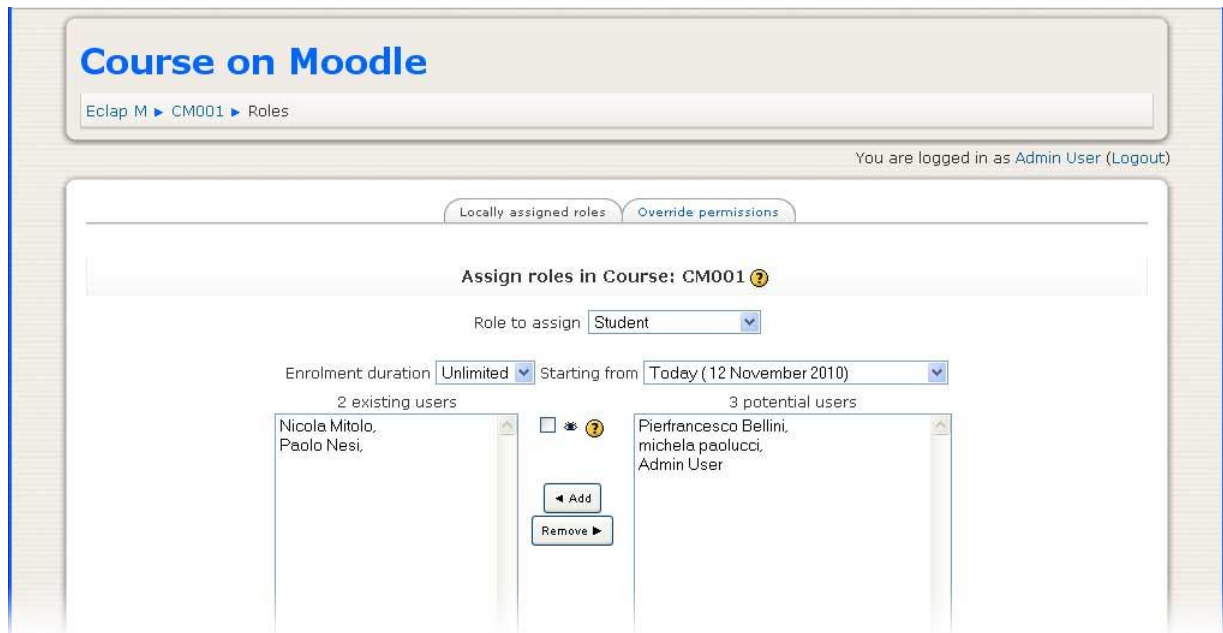 Course on Moodle
Eclap M ► CM001 ► Roles
You are logged in as Admin User (Logout)
Locally assigned roles Override permissions
Assign roles in Course: CM001 ?
Role to assign Student
Enrolment duration Unlimited Starting from Today (12 November 2010)
2 existing users 3 potential users
Nicola Mitolo, ? Pierfrancesco Bellini,
Paolo Nesi, michela paolucci,
Admin User
◄ Add
Remove ►